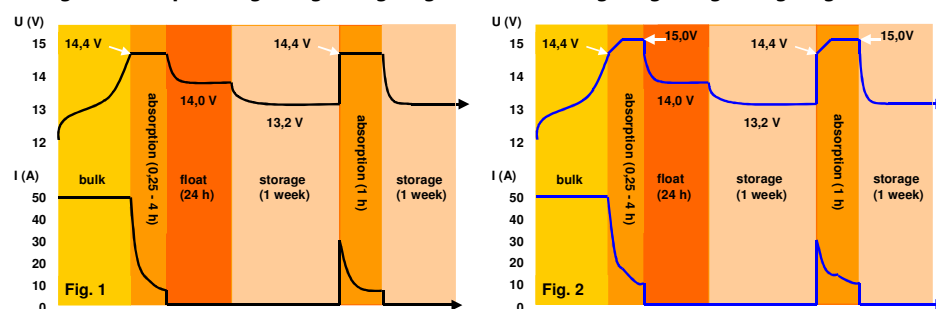 U (V)
15
14
13
12
I (A)
50
40
30
20
10
0
14,4 V
14,0 V
13,2 V
14,4 V
bulk
absorption (0,25 - 4 h)
float
(24 h)
storage
(1 week)
absorption (1 h)
storage
(1 week)
Fig. 1
U (V)
15
14
13
12
I (A)
50
40
30
20
10
0
14,4 V
15,0V
14,0 V
13,2 V
14,4 V
15,0V
bulk
absorption (0,25 - 4 h)
float
(24 h)
storage
(1 week)
absorption (1 h)
storage
(1 week)
Fig. 2